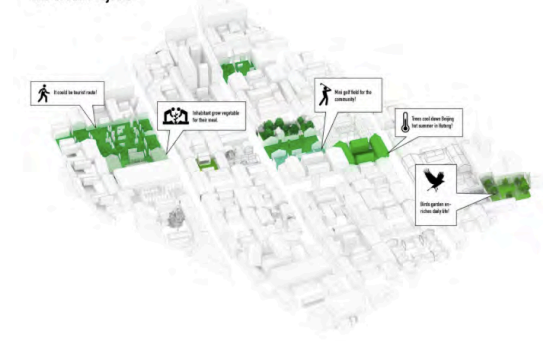 It could be tourist route!
Inhabitant grow vegetable
for their meal.
Mini golf field for the
community!
Trees cool down Beijing
hot summer in Hutong!
Birds garden en-
riches daily life!